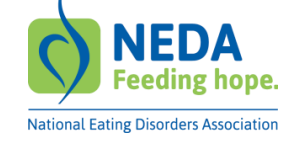 NEDA
Feeding hope.
National Eating Disorders Association